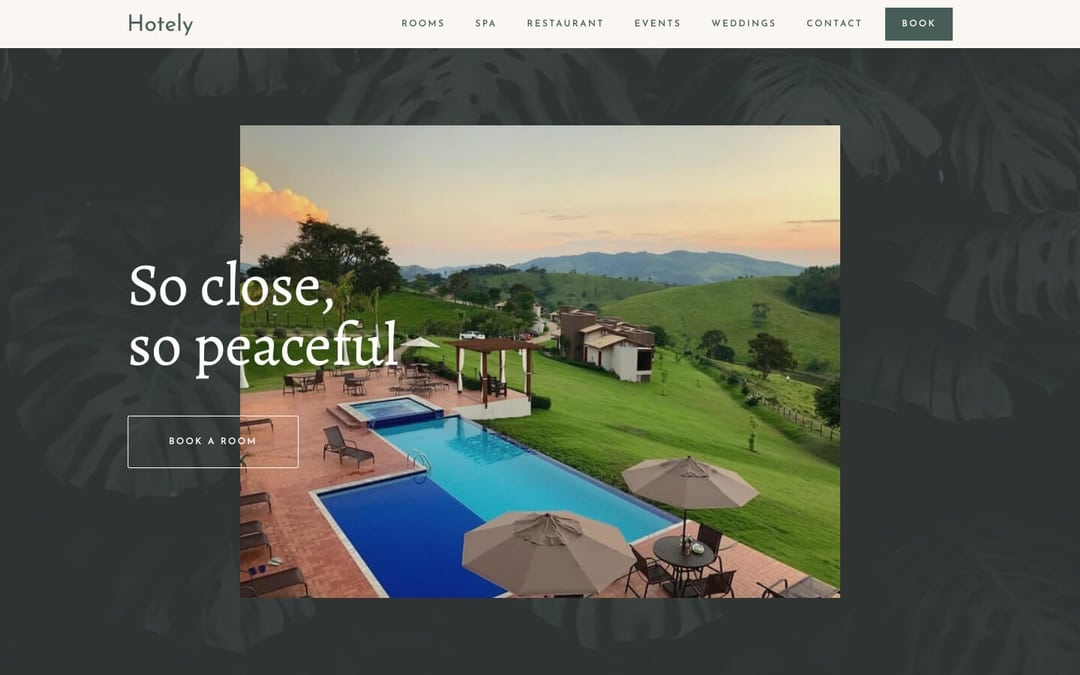 Hotely
ROOMS SPA RESTAURANT EVENTS WEDDINGS CONTACT BOOK
So close,
so peaceful
BOOK A ROOM